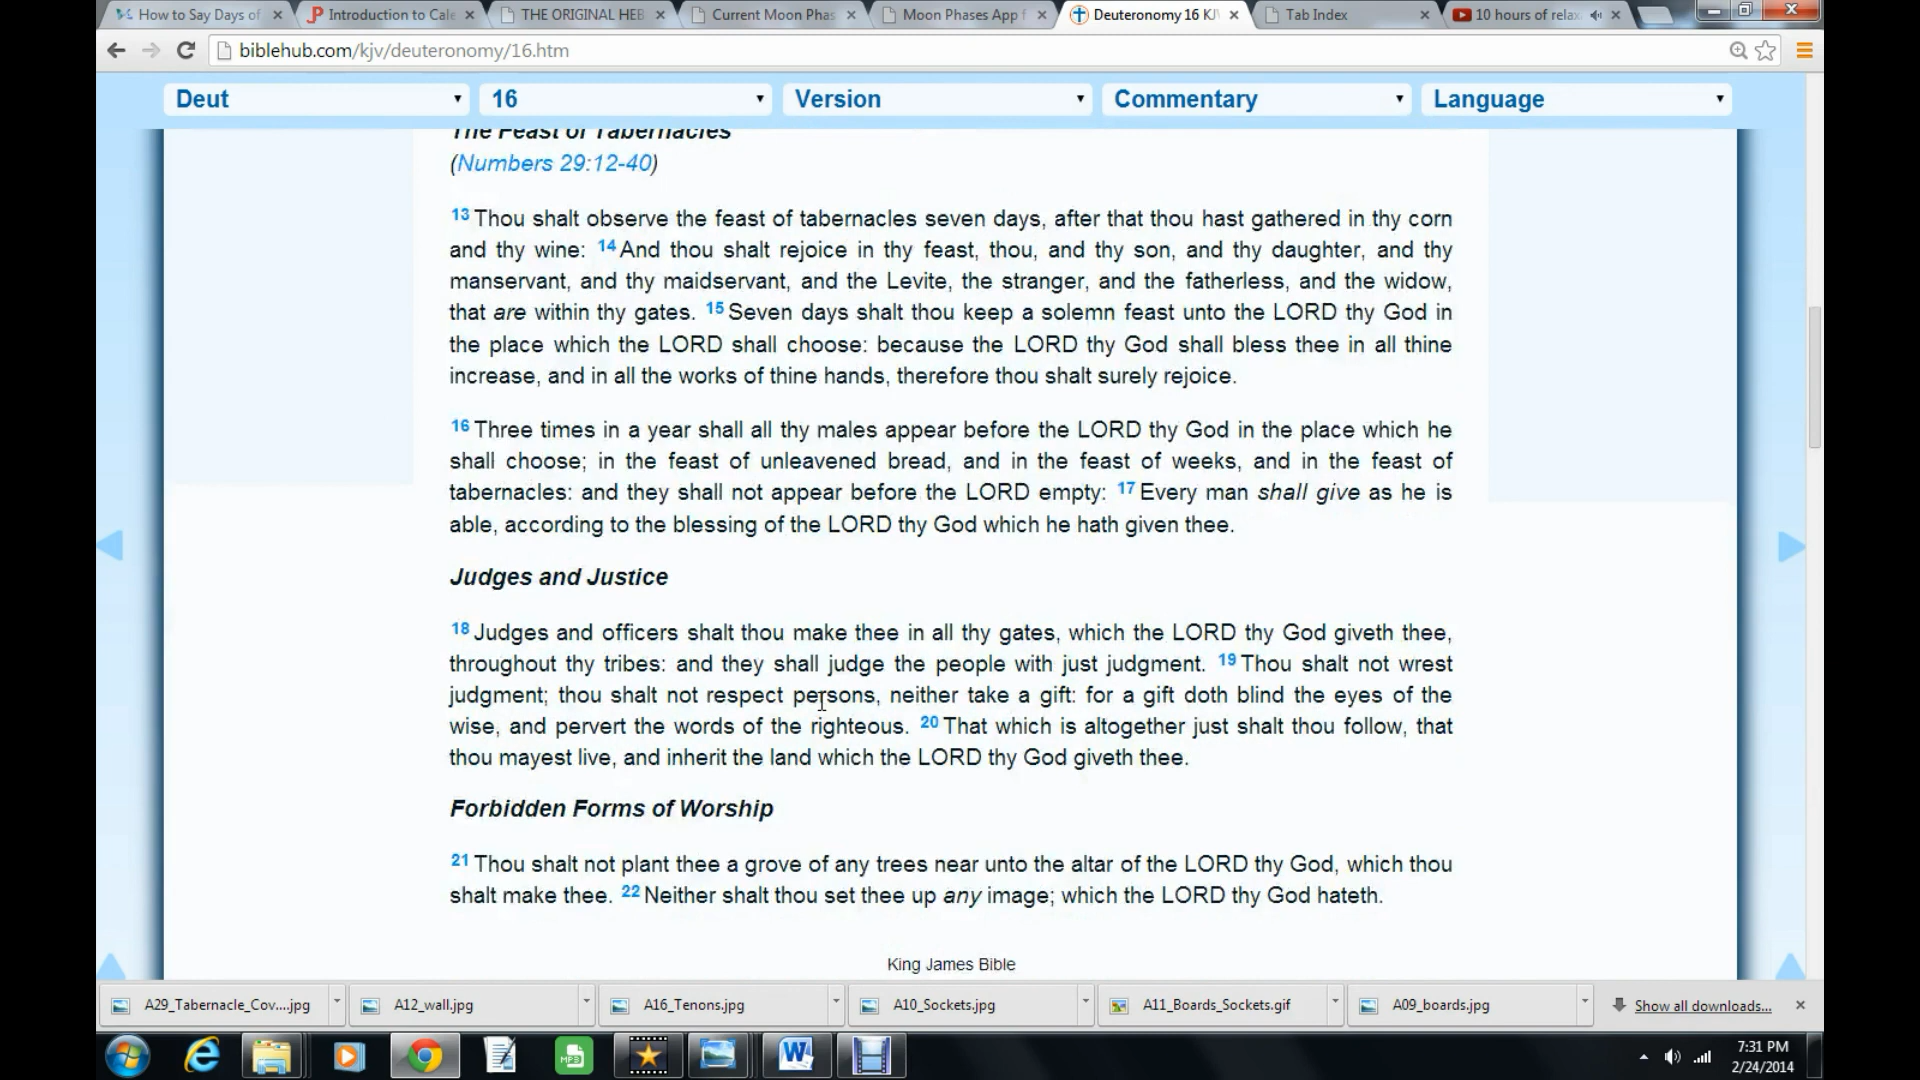 How to Say Days of
Introduction to Cale
THE ORIGINAL HEB
Current Moon Phas
Moon Phases App f
Deuteronomy 16 KJV
Tab Index
10 hours of relax
biblehub.com/kjv/deuteronomy/16.htm
Deut 16 Version Commentary Language
The Feast of Tabernacles
(Numbers 29:12-40)
13 Thou shalt observe the feast of tabernacles seven days, after that thou hast gathered in thy corn
and thy wine: 14 And thou shalt rejoice in thy feast, thou, and thy son, and thy daughter, and thy
manservant, and thy maidservant, and the Levite, the stranger, and the fatherless, and the widow,
that are within thy gates. 15 Seven days shalt thou keep a solemn feast unto the LORD thy God in
the place which the LORD shall choose: because the LORD thy God shall bless thee in all thine
increase, and in all the works of thine hands, therefore thou shalt surely rejoice.
16 Three times in a year shall all thy males appear before the LORD thy God in the place which he
shall choose; in the feast of unleavened bread, and in the feast of weeks, and in the feast of
tabernacles: and they shall not appear before the LORD empty: 17 Every man shall give as he is
able, according to the blessing of the LORD thy God which he hath given thee.
Judges and Justice
18 Judges and officers shalt thou make thee in all thy gates, which the LORD thy God giveth thee,
throughout thy tribes: and they shall judge the people with just judgment. 19 Thou shalt not wrest
judgment; thou shalt not respect persons, neither take a gift: for a gift doth blind the eyes of the
wise, and pervert the words of the righteous. 20 That which is altogether just shalt thou follow, that
thou mayest live, and inherit the land which the LORD thy God giveth thee.
Forbidden Forms of Worship
21 Thou shalt not plant thee a grove of any trees near unto the altar of the LORD thy God, which thou
shalt make thee. 22 Neither shalt thou set thee up any image; which the LORD thy God hateth.
King James Bible
A29_Tabernacle_Cov....jpg
A12_wall.jpg
A16_Tenons.jpg
A10_Sockets.jpg
A11_Boards_Sockets.gif
A09_boards.jpg
Show all downloads...
MP3
7:31 PM
2/24/2014